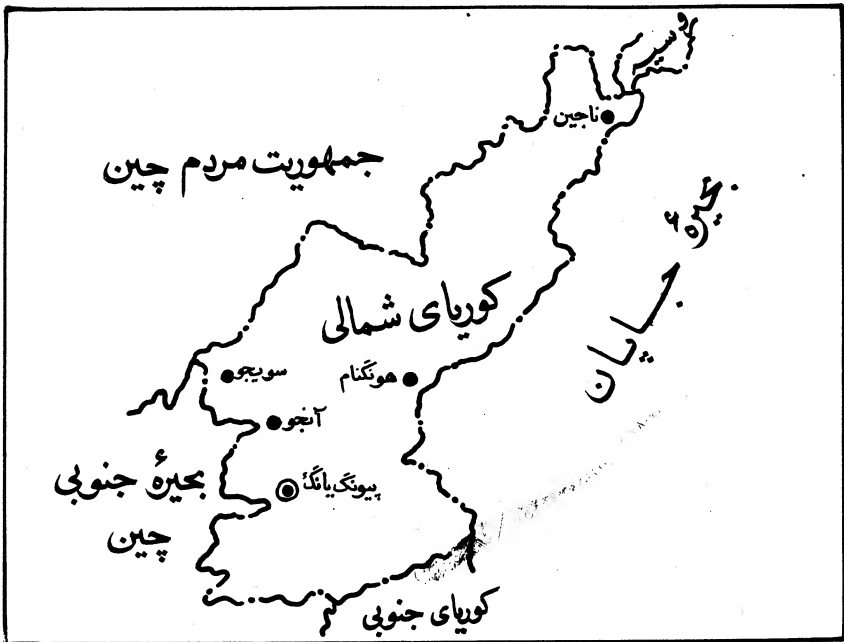 روسیه
ناجین
جمهوریت مردم چین
بحیرهٔ جاپان
کوریای شمالی
سویجو
هونگنام
آنجو
پیونگ یانگ
بحیرهٔ جنوبی
چین
کوریای جنوبی